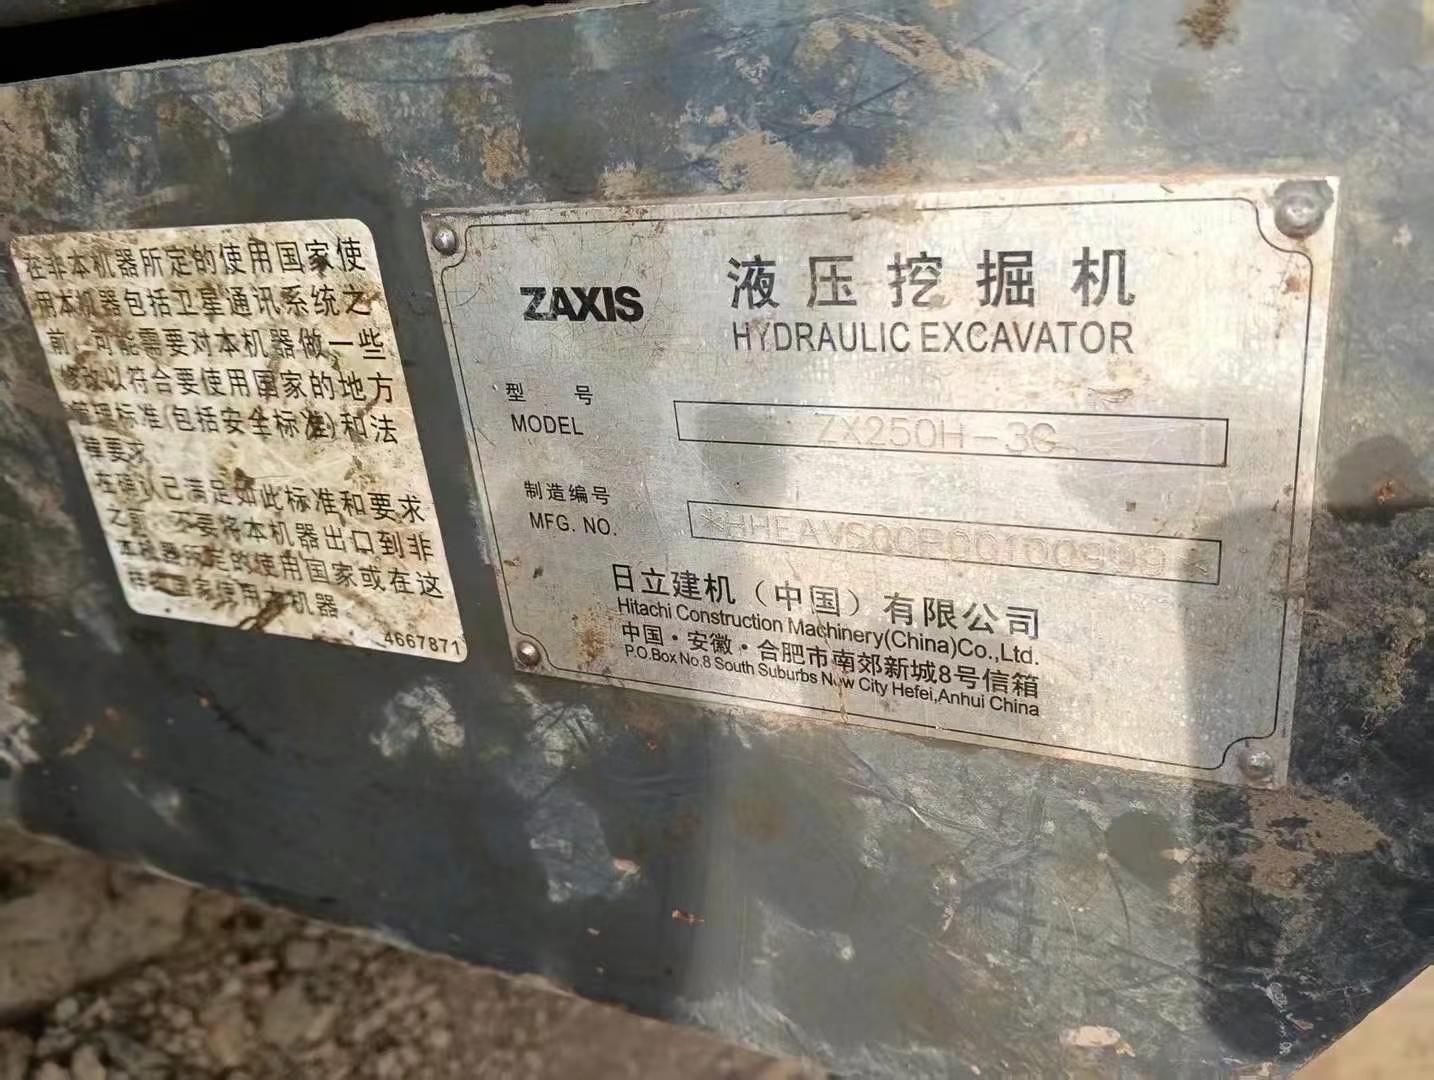 在非本机器所定的使用国家使
用本机器包括卫星通讯系统之
前，可能需要对本机器做一些
修改以符合要使用国家的地方
管理标准(包括安全标准)和法
律要求
在确认已满足如此标准和要求
之前，不要将本机器出口到非
本机器所定的使用国家或在这
样的国家使用本机器
4667871
ZAXIS
液压挖掘机
HYDRAULIC EXCAVATOR
型 号
MODEL
ZX250H-3G
制造编号
MFG. NO.
日立建机（中国）有限公司
Hitachi Construction Machinery(China)Co.,Ltd.
中国·安徽·合肥市南郊新城8号信箱
P.O.Box No.8 South Suburbs New City Hefei,Anhui China